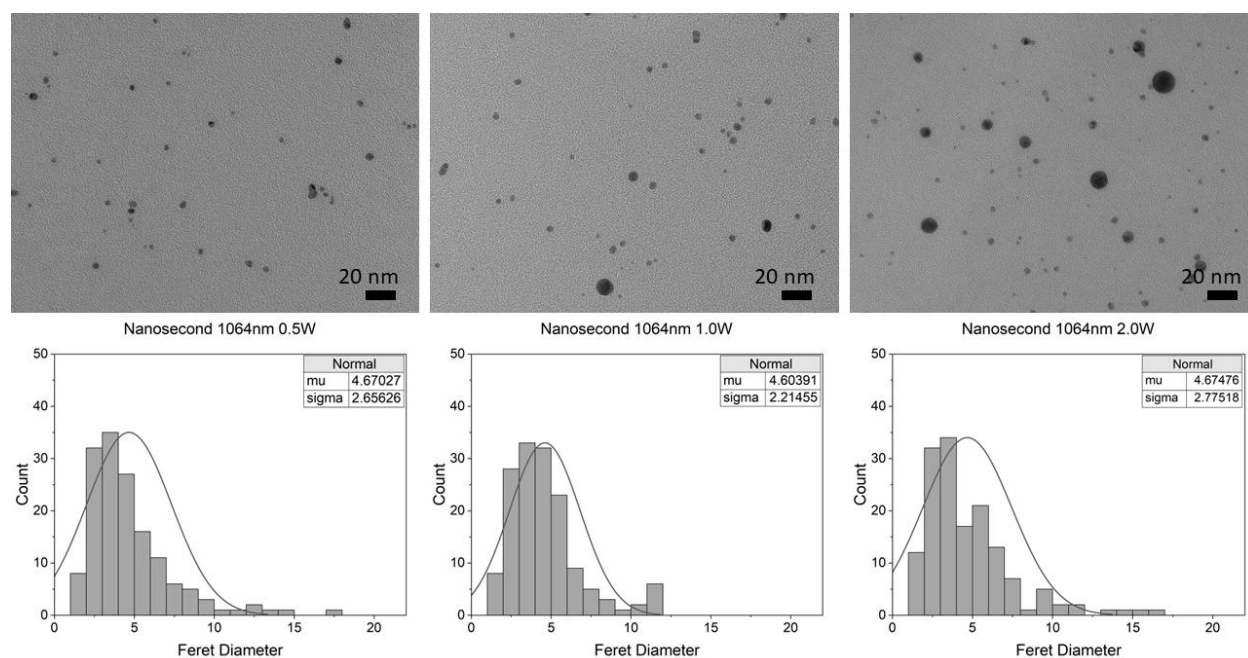 20 nm
20 nm
20 nm
Nanosecond 1064nm 0.5W
Nanosecond 1064nm 1.0W
Nanosecond 1064nm 2.0W
50
40
30
20
10
0
0 5 10 15 20
Count
Feret Diameter
Normal
mu 4.67027
sigma 2.65626
50
40
30
20
10
0
0 5 10 15 20
Count
Feret Diameter
Normal
mu 4.60391
sigma 2.21455
50
40
30
20
10
0
0 5 10 15 20
Count
Feret Diameter
Normal
mu 4.67476
sigma 2.77518